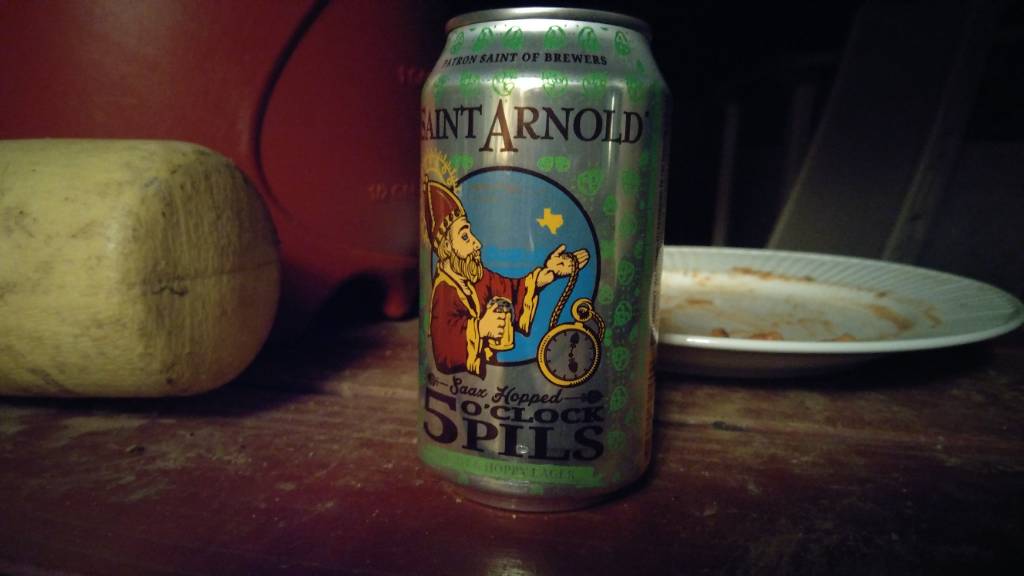 PATRON SAINT OF BREWERS
SAINT ARNOLD
Saaz Hopped
5 O'CLOCK
PILS
HOPPY LAGER